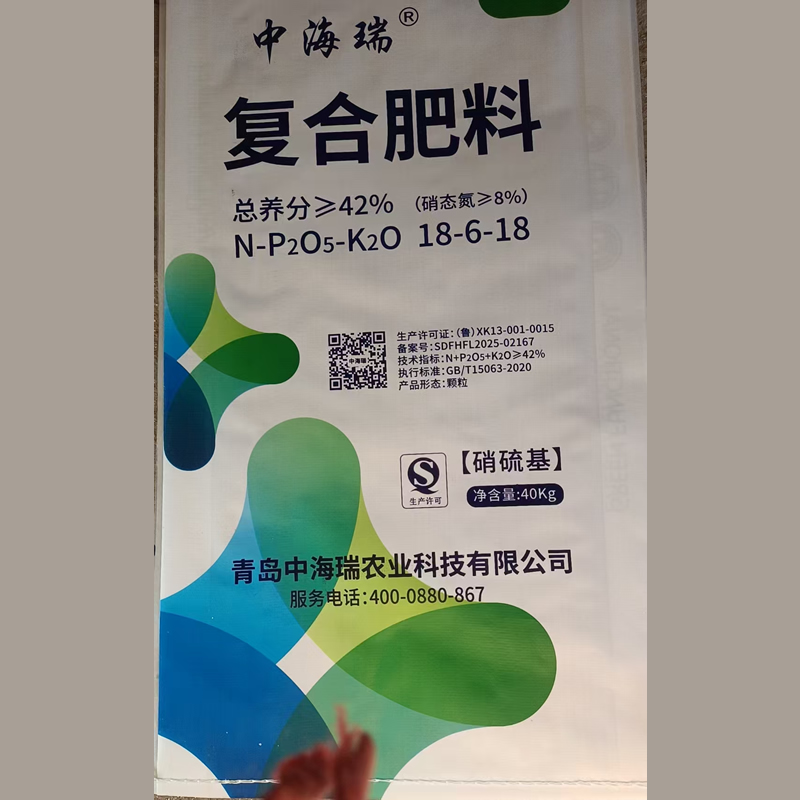 中海瑞®
复合肥料
总养分≥42% （硝态氮≥8%）
N-P2O5-K2O 18-6-18
生产许可证:(鲁)XK13-001-0015
备案号:SDFHFL2025-02167
技术指标:N+P2O5+K2O≥42%
执行标准:GB/T15063-2020
产品形态:颗粒
中海瑞
【硝硫基】
生产许可
净含量:40Kg
青岛中海瑞农业科技有限公司
服务电话:400-0880-867